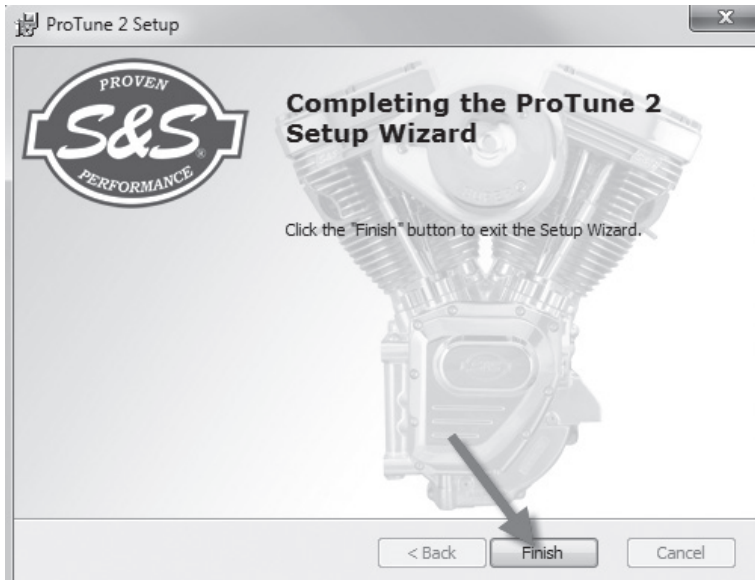 ProTune 2 Setup
X
PROVEN
S&S®
PERFORMANCE
Completing the ProTune 2
Setup Wizard
Click the "Finish" button to exit the Setup Wizard.
< Back
Finish
Cancel